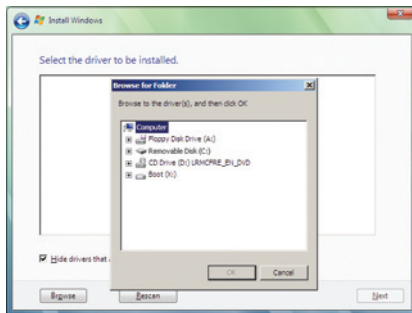 Install Windows
Select the driver to be installed.
Browse for Folder
Browse to the driver(s), and then click OK
Computer
Floppy Disk Drive (A:)
Removable Disk (C:)
CD Drive (D:) LRMCFRE_EN_DVD
Boot (X:)
Hide drivers that
OK
Cancel
Browse
Rescan
Next